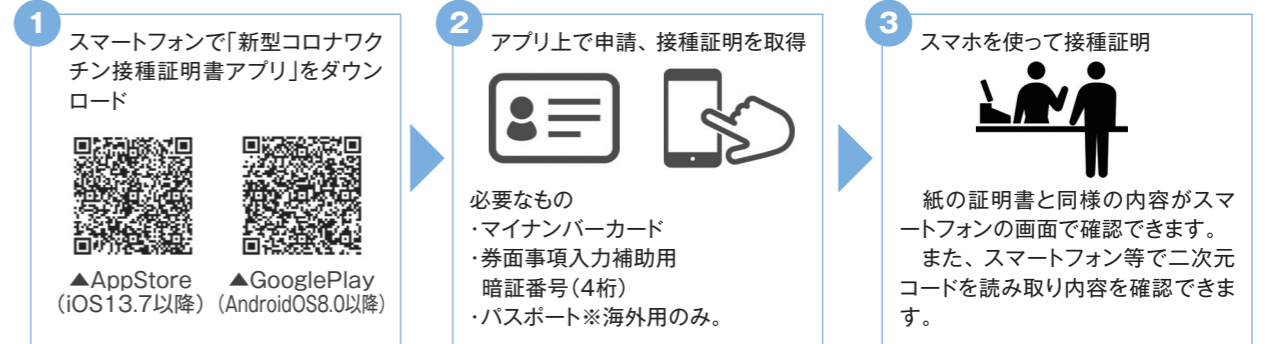 1
スマートフォンで「新型コロナワク
チン接種証明書アプリ」をダウン
ロード
▲AppStore
(iOS13.7以降)
▲GooglePlay
(AndroidOS8.0以降)
2
アプリ上で申請、接種証明を取得
必要なもの
・マイナンバーカード
・券面事項入力補助用
暗証番号(4桁)
・パスポート※海外用のみ。
3
スマホを使って接種証明
紙の証明書と同様の内容がスマ
ートフォンの画面で確認できます。
また、スマートフォン等で二次元
コードを読み取り内容を確認できま
す。